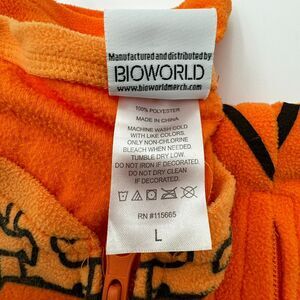 Manufactured and distributed by
BIOWORLD
www.bioworldmerch.com
100% POLYESTER
MADE IN CHINA
MACHINE WASH COLD
WITH LIKE COLORS.
ONLY NON-CHLORINE
BLEACH WHEN NEEDED.
TUMBLE DRY LOW.
DO NOT IRON IF DECORATED.
DO NOT DRY CLEAN
IF DECORATED.
RN #115665
L